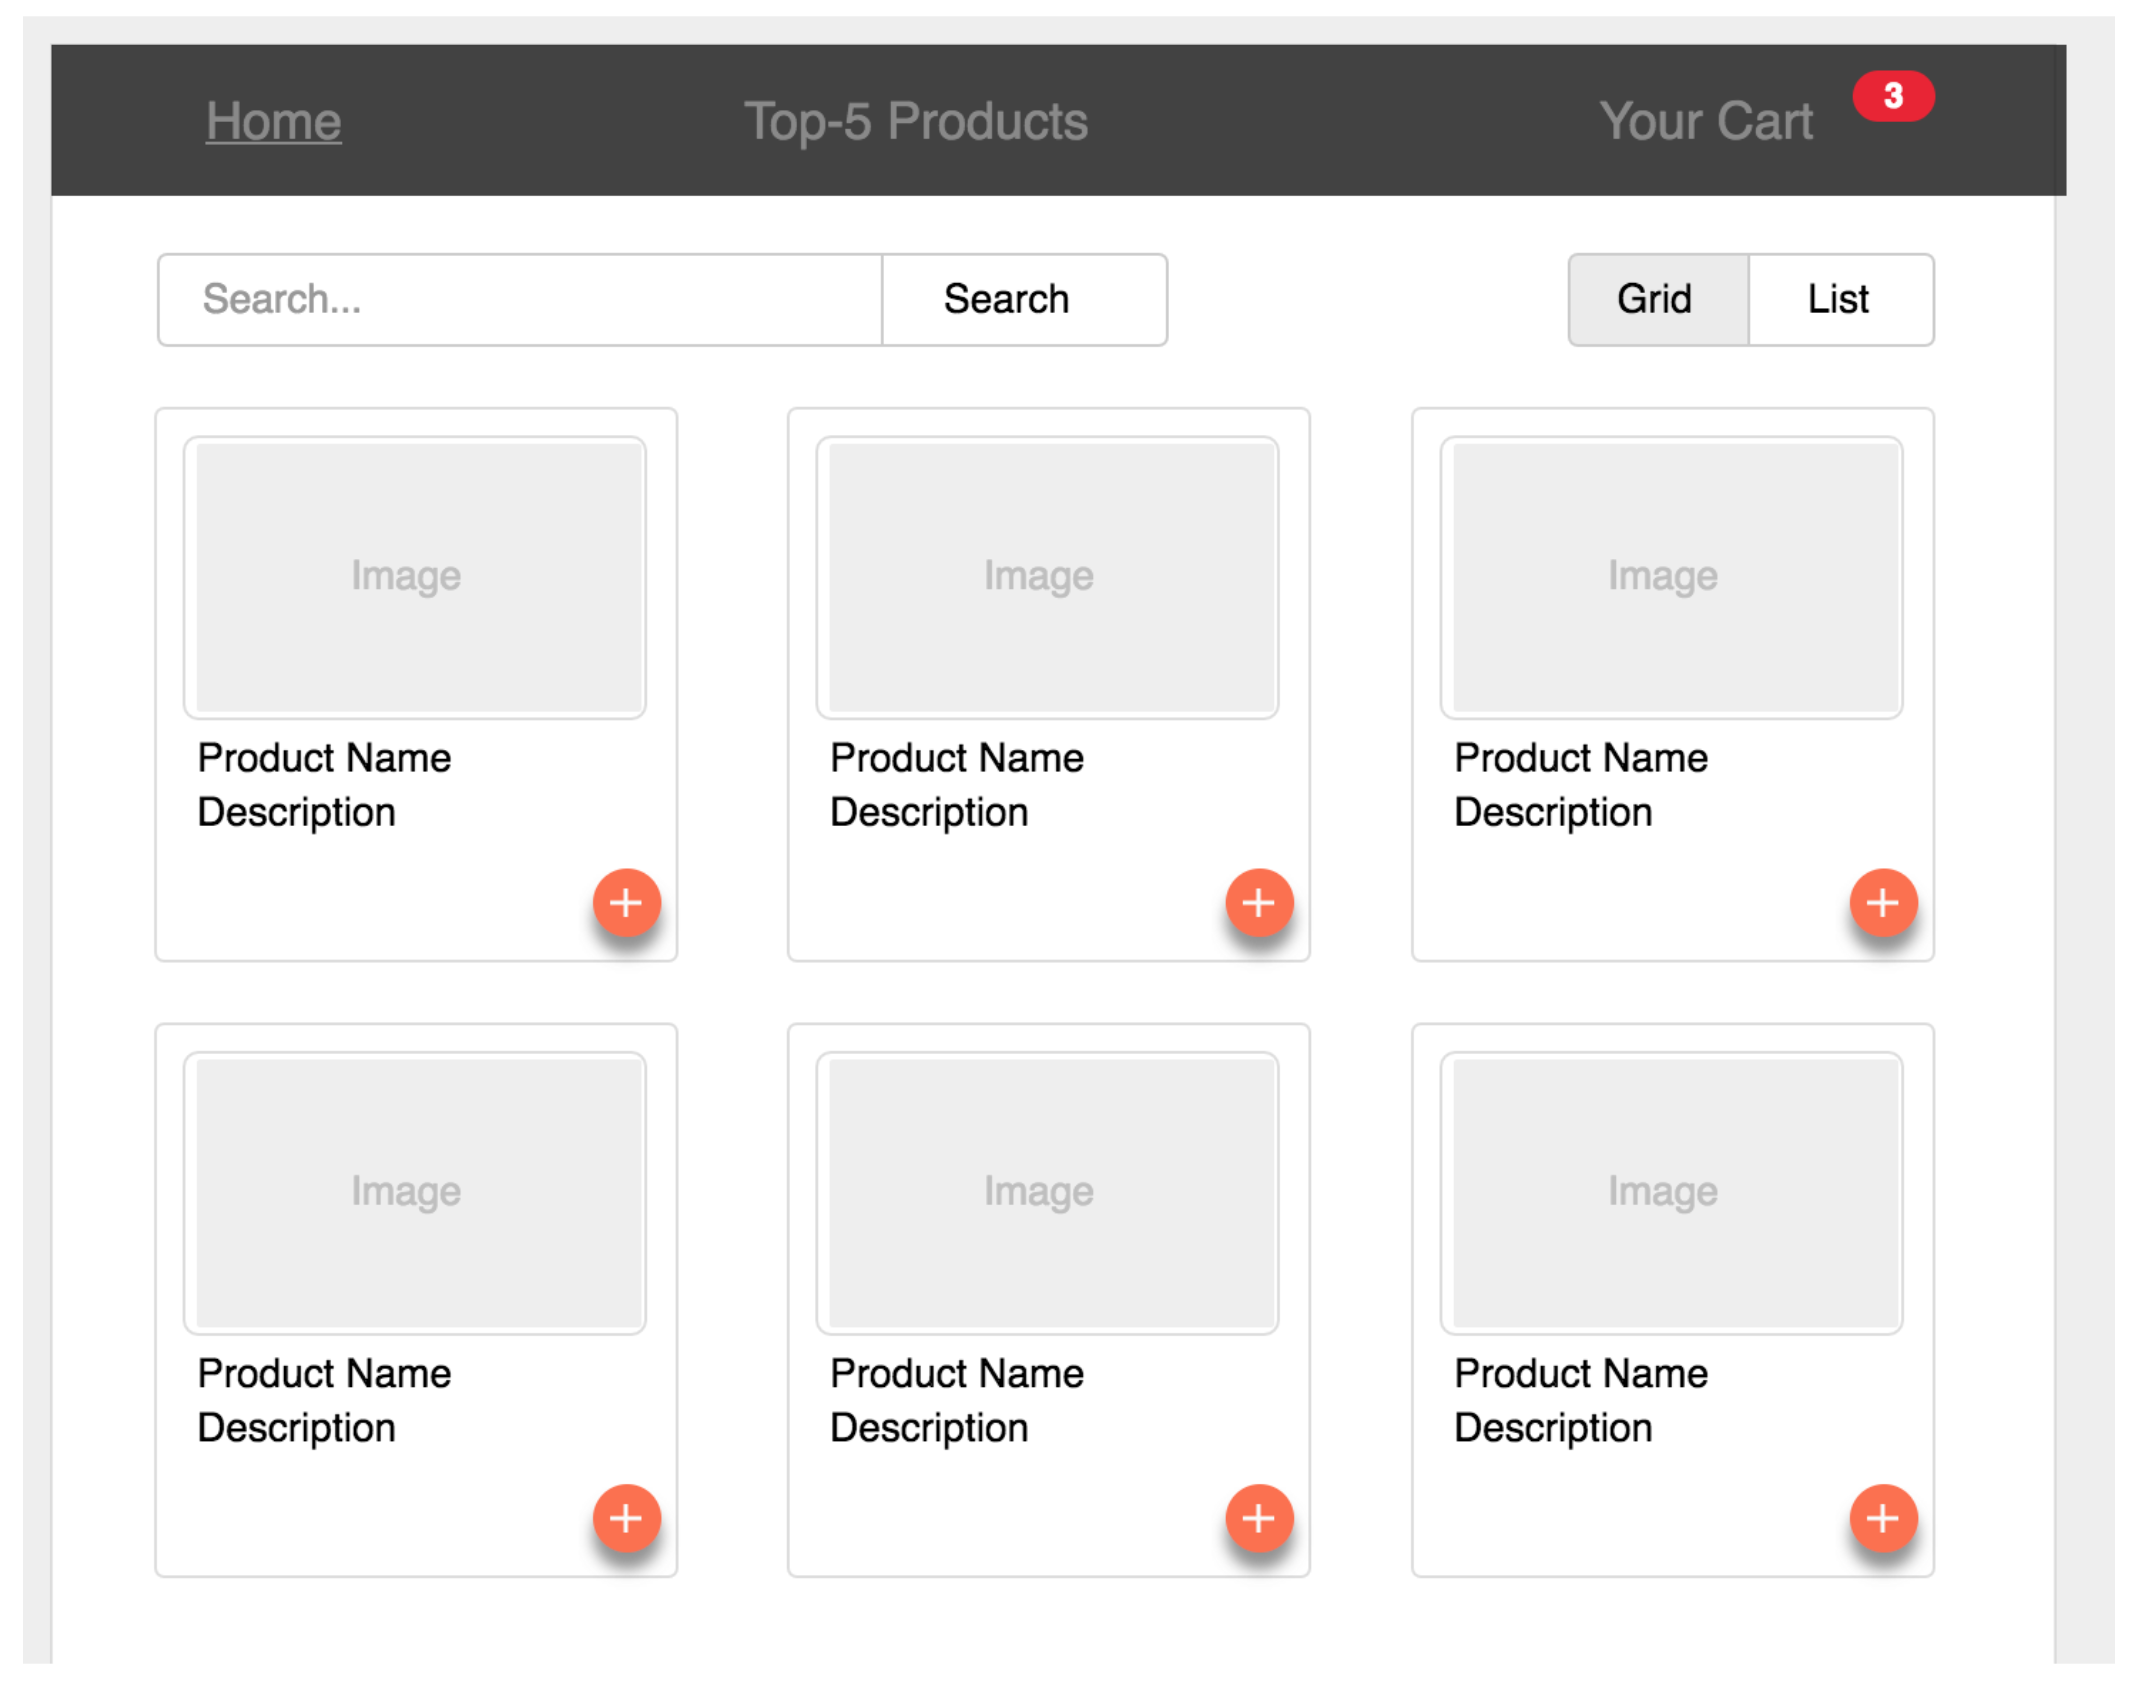 Home Top-5 Products Your Cart 3
Search... Search Grid List
Image Image Image
Product Name Product Name Product Name
Description Description Description
+ + +
Image Image Image
Product Name Product Name Product Name
Description Description Description
+ + +